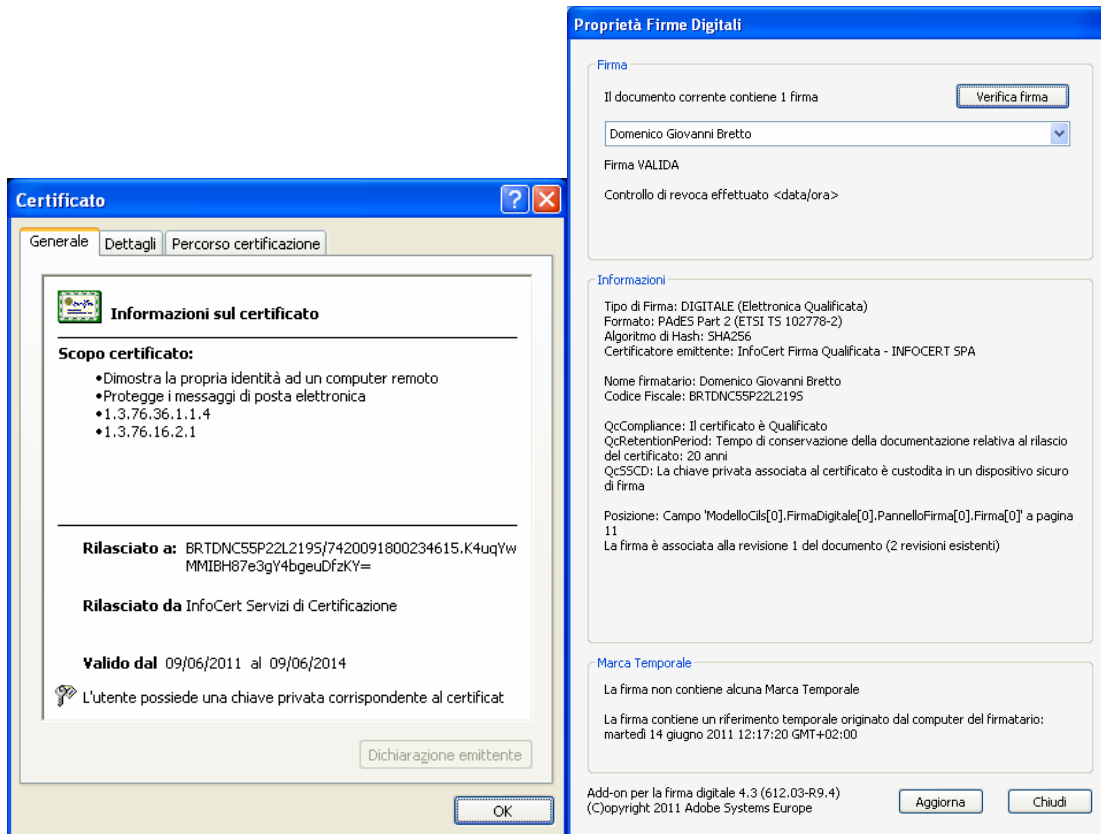 Certificato
Generale
Dettagli
Percorso certificazione
Informazioni sul certificato
Scopo certificato:
•Dimostra la propria identità ad un computer remoto
•Protegge i messaggi di posta elettronica
•1.3.76.36.1.1.4
•1.3.76.16.2.1
Rilasciato a: BRTDNC55P22L219S/7420091800234615.K4uqYw
MMIBH87e3gY4bgeuDfzKY=
Rilasciato da InfoCert Servizi di Certificazione
Valido dal 09/06/2011 al 09/06/2014
L'utente possiede una chiave privata corrispondente al certificat
Dichiarazione emittente
OK
Proprietà Firme Digitali
Firma
Il documento corrente contiene 1 firma
Verifica firma
Domenico Giovanni Bretto
Firma VALIDA
Controllo di revoca effettuato <data/ora>
Informazioni
Tipo di Firma: DIGITALE (Elettronica Qualificata)
Formato: PAdES Part 2 (ETSI TS 102778-2)
Algoritmo di Hash: SHA256
Certificatore emittente: InfoCert Firma Qualificata - INFOCERT SPA
Nome firmatario: Domenico Giovanni Bretto
Codice Fiscale: BRTDNC55P22L219S
QcCompliance: Il certificato è Qualificato
QcRetentionPeriod: Tempo di conservazione della documentazione relativa al rilascio
del certificato: 20 anni
QcSSCD: La chiave privata associata al certificato è custodita in un dispositivo sicuro
di firma
Posizione: Campo 'ModelloCils[0].FirmaDigitale[0].PannelloFirma[0].Firma[0]' a pagina
11
La firma è associata alla revisione 1 del documento (2 revisioni esistenti)
Marca Temporale
La firma non contiene alcuna Marca Temporale
La firma contiene un riferimento temporale originato dal computer del firmatario:
martedì 14 giugno 2011 12:17:20 GMT+02:00
Add-on per la firma digitale 4.3 (612.03-R9.4)
(C)opyright 2011 Adobe Systems Europe
Aggiorna
Chiudi